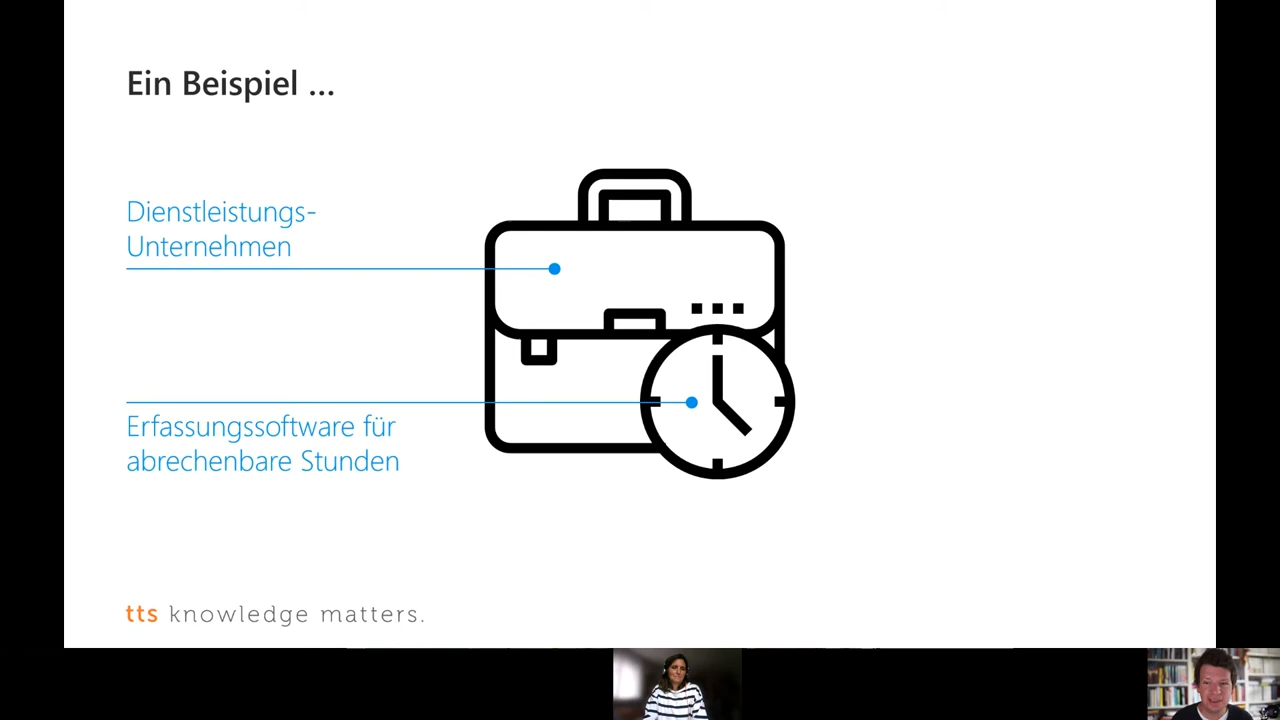 Ein Beispiel ...
Dienstleistungs-
Unternehmen
Erfassungssoftware für
abrechenbare Stunden
tts knowledge matters.